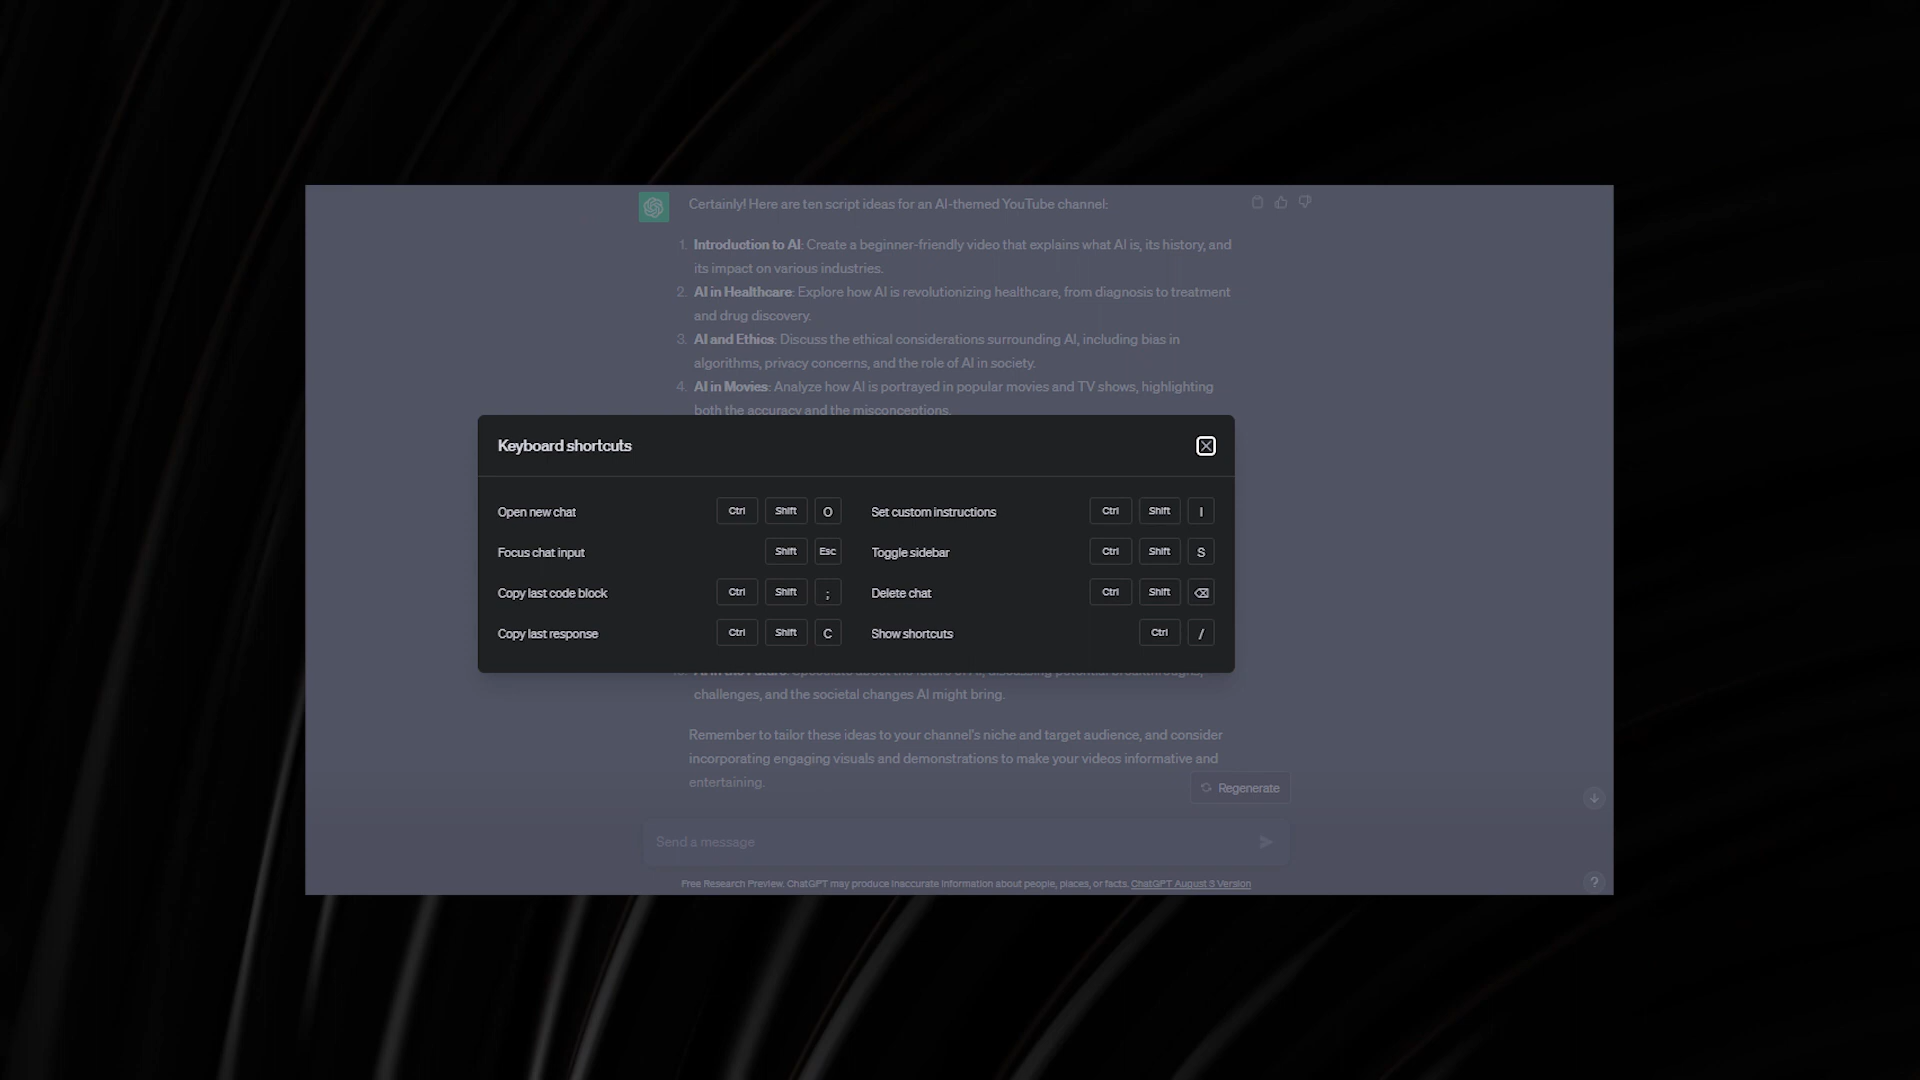 Certainly! Here are ten script ideas for an AI-themed YouTube channel:
1. Introduction to AI: Create a beginner-friendly video that explains what AI is, its history, and
its impact on various industries.
2. AI in Healthcare: Explore how AI is revolutionizing healthcare, from diagnosis to treatment
and drug discovery.
3. AI and Ethics: Discuss the ethical considerations surrounding AI, including bias in
algorithms, privacy concerns, and the role of AI in society.
4. AI in Movies: Analyze how AI is portrayed in popular movies and TV shows, highlighting
both the accuracy and the misconceptions.
Keyboard shortcuts
Open new chat Ctrl Shift O
Focus chat input Shift Esc
Copy last code block Ctrl Shift ;
Copy last response Ctrl Shift C
Set custom instructions Ctrl Shift I
Toggle sidebar Ctrl Shift S
Delete chat Ctrl Shift ⌫
Show shortcuts Ctrl /
challenges, and the societal changes AI might bring.
Remember to tailor these ideas to your channel's niche and target audience, and consider
incorporating engaging visuals and demonstrations to make your videos informative and
entertaining.
Regenerate
Send a message
Free Research Preview. ChatGPT may produce inaccurate information about people, places, or facts. ChatGPT August 3 Version
?